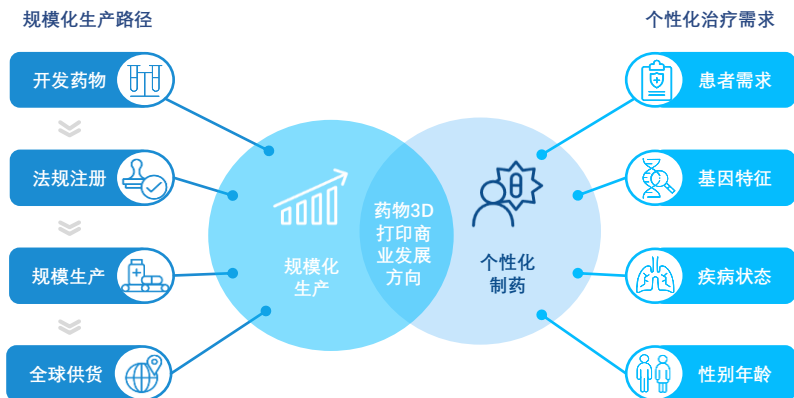 规模化生产路径
个性化治疗需求
开发药物
法规注册
规模生产
全球供货
规模化
生产
药物3D
打印商
业发展
方向
个性化
制药
患者需求
基因特征
疾病状态
性别年龄